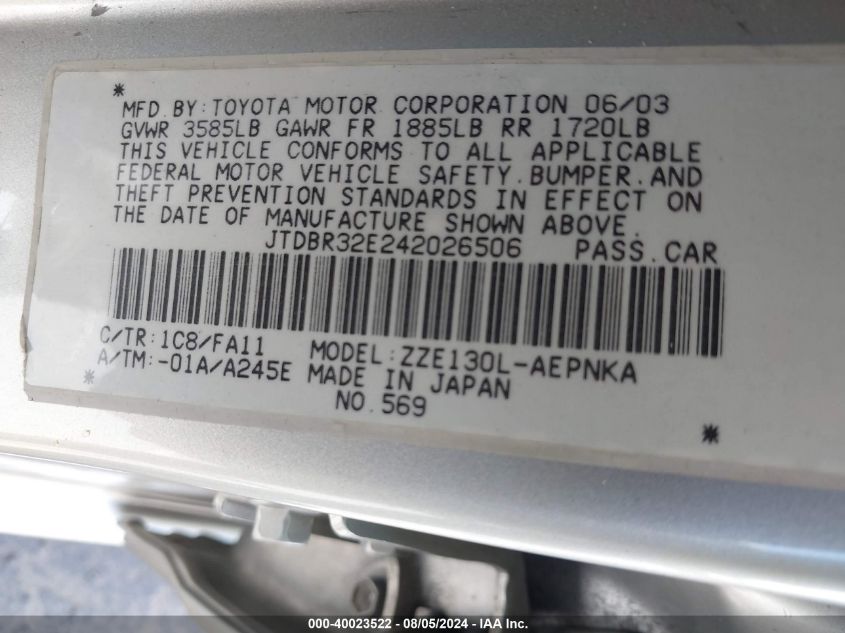 *
MFD.BY:TOYOTA MOTOR CORPORATION 06/03
GVWR 3585LB GAWR FR 1885LB RR 1720LB
THIS VEHICLE CONFORMS TO ALL APPLICABLE
FEDERAL MOTOR VEHICLE SAFETY.BUMPER.AND
THEFT PREVENTION STANDARDS IN EFFECT ON
THE DATE OF MANUFACTURE SHOWN ABOVE.
JTDBR32E242026506 PASS.CAR
C/TR:1C8/FA11 MODEL:ZZE130L-AEPNKA
A/TM:-01A/A245E MADE IN JAPAN
* NO.569 *
000-40023522 - 08/05/2024 - IAA Inc.